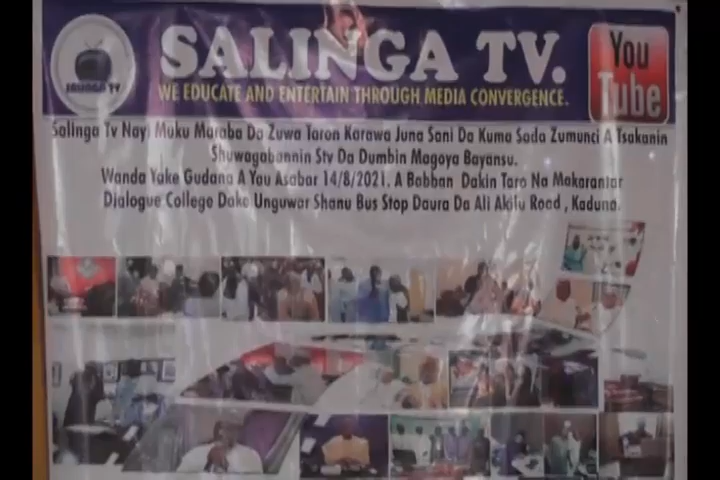 SALINGA TV.
WE EDUCATE AND ENTERTAIN THROUGH MEDIA CONVERGENCE.
SALINGA TV
You
Tube
Salinga Tv Nayi Muku Maraba Da Zuwa Taron Karawa Juna Sani Da Kuma Sada Zumunci A Tsakanin
Shuwagabannin Stv Da Dumbin Magoya Bayansu.
Wanda Yake Gudana A Yau Asabar 14/8/2021. A Babban Dakin Taro Na Makarantar
Dialogue College Dake Unguwar Shanu Bus Stop Daura Da Ali Akilu Road, Kaduna.